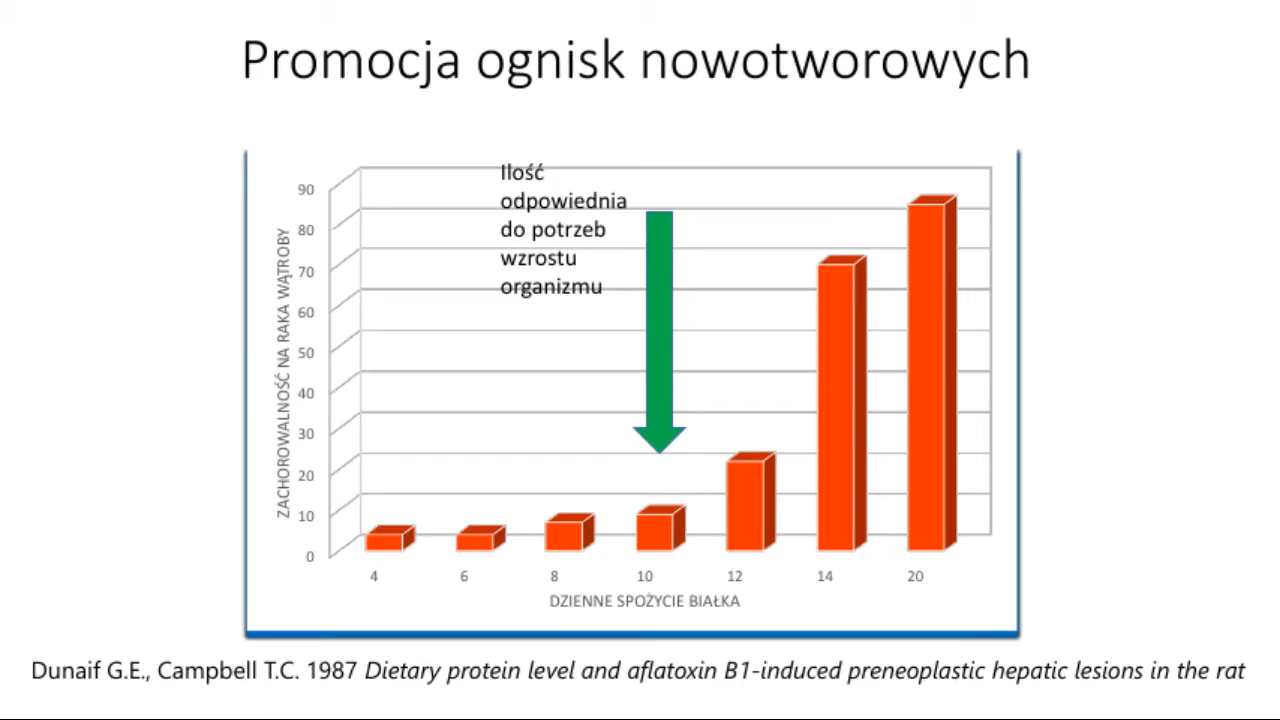 Promocja ognisk nowotworowych
Ilość
odpowiednia
do potrzeb
wzrostu
organizmu
ZACHOROWALNOŚĆ NA RAKA WĄTROBY
90
80
70
60
50
40
30
20
10
0
4 6 8 10 12 14 20
DZIENNE SPOŻYCIE BIAŁKA
Dunaif G.E., Campbell T.C. 1987 Dietary protein level and aflatoxin B1-induced preneoplastic hepatic lesions in the rat